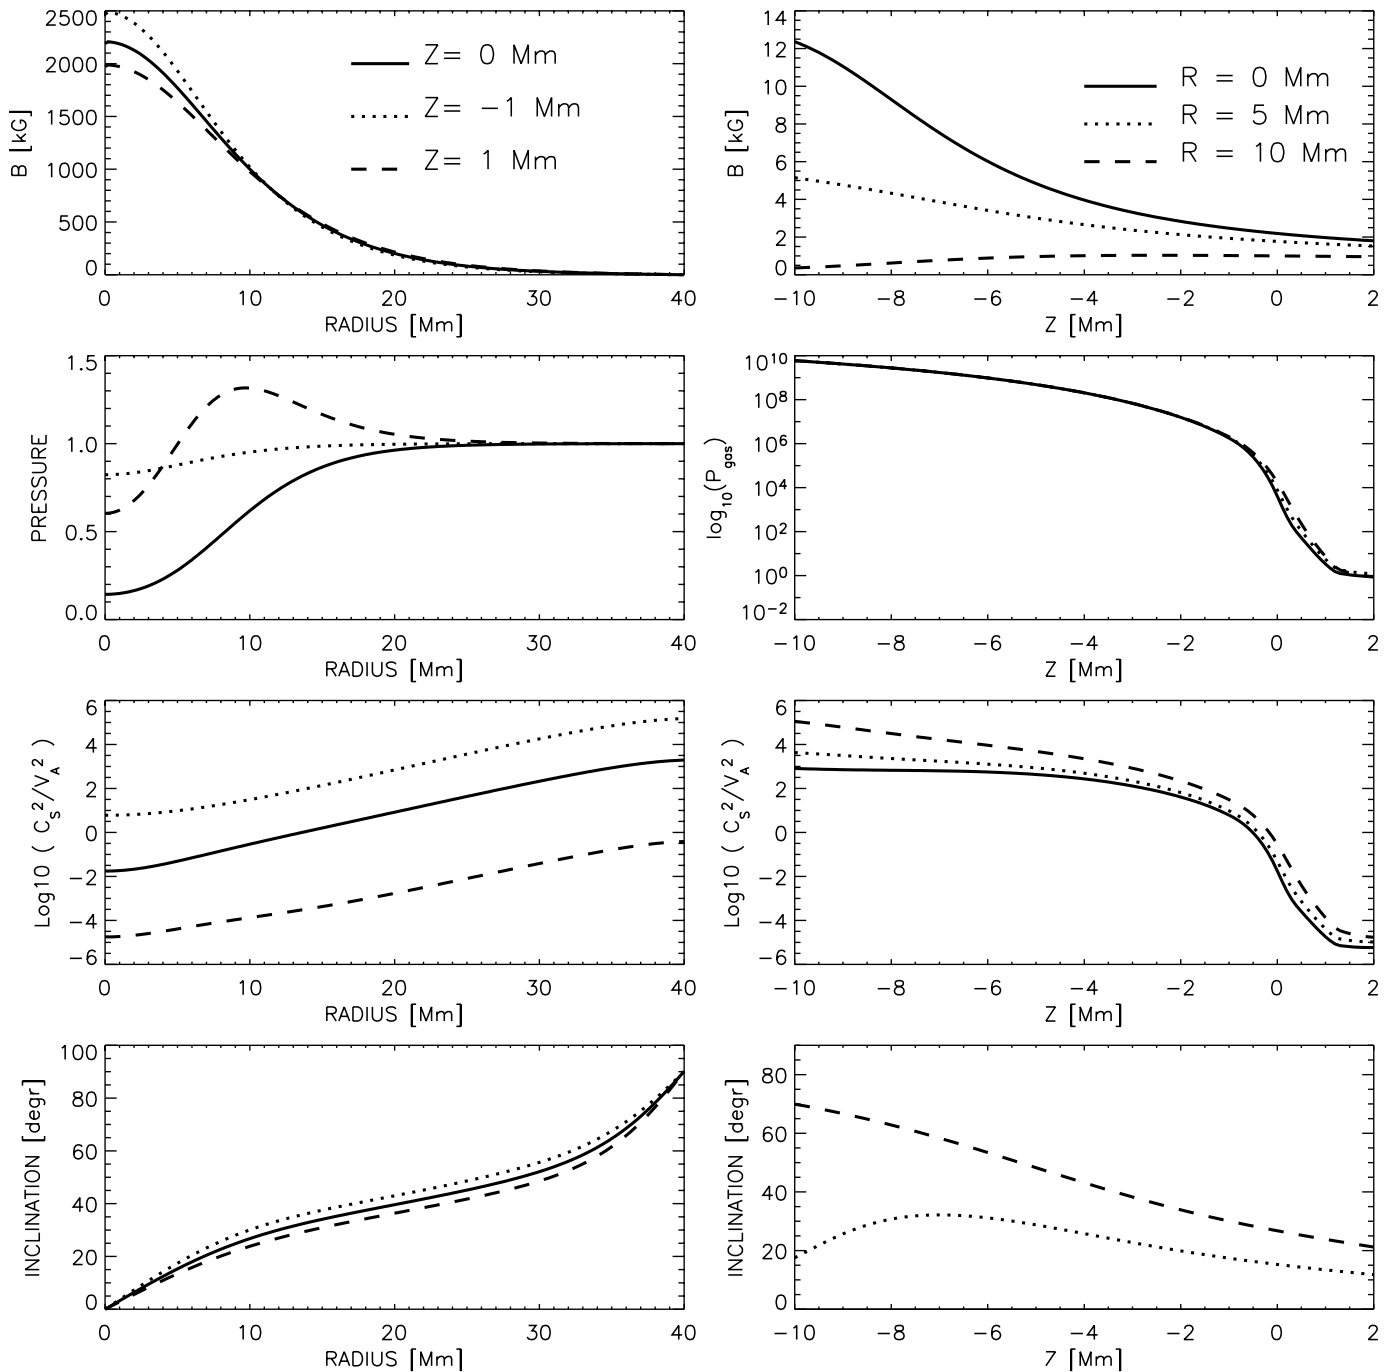 2500
2000
1500
1000
500
0
B [kG]
Z= 0 Mm
Z= -1 Mm
Z= 1 Mm
0 10 20 30 40
RADIUS [Mm]
14
12
10
8
6
4
2
0
B [kG]
R = 0 Mm
R = 5 Mm
R = 10 Mm
-10 -8 -6 -4 -2 0 2
Z [Mm]
1.5
1.0
0.5
0.0
PRESSURE
0 10 20 30 40
RADIUS [Mm]
10^10
10^8
10^6
10^4
10^2
10^0
10^-2
log10(Pgas)
-10 -8 -6 -4 -2 0 2
Z [Mm]
6
4
2
0
-2
-4
-6
Log10 ( Cs^2/VA^2 )
0 10 20 30 40
RADIUS [Mm]
6
4
2
0
-2
-4
-6
Log10 ( Cs^2/VA^2 )
-10 -8 -6 -4 -2 0 2
Z [Mm]
100
80
60
40
20
0
INCLINATION [degr]
0 10 20 30 40
RADIUS [Mm]
80
60
40
20
0
INCLINATION [degr]
-10 -8 -6 -4 -2 0 2
7 [Mm]